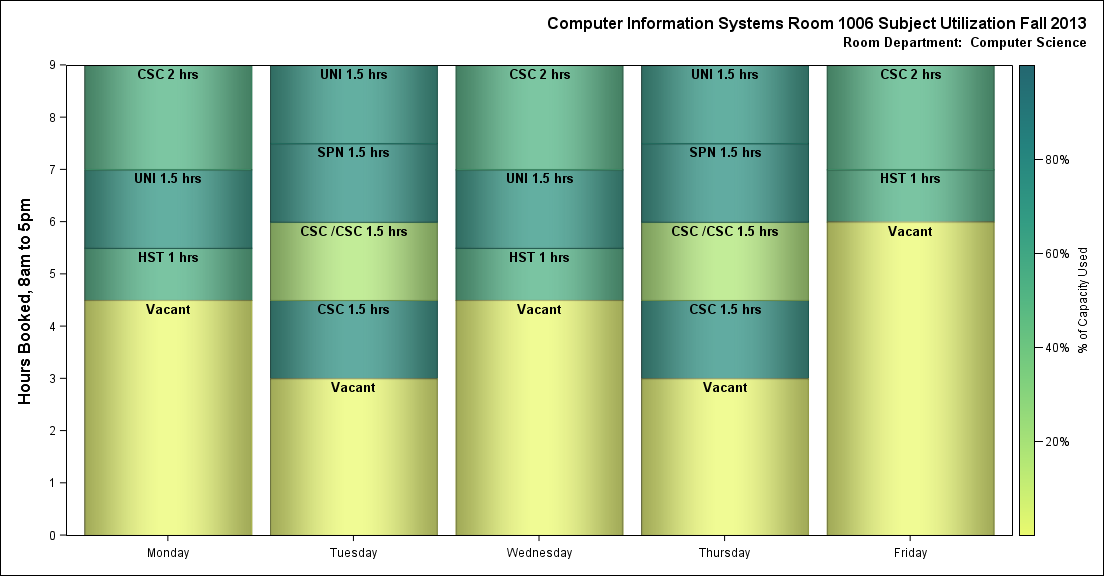 Computer Information Systems Room 1006 Subject Utilization Fall 2013
Room Department: Computer Science
Hours Booked, 8am to 5pm
9
8
7
6
5
4
3
2
1
0
CSC 2 hrs
UNI 1.5 hrs
HST 1 hrs
Vacant
UNI 1.5 hrs
SPN 1.5 hrs
CSC /CSC 1.5 hrs
CSC 1.5 hrs
Vacant
CSC 2 hrs
UNI 1.5 hrs
HST 1 hrs
Vacant
UNI 1.5 hrs
SPN 1.5 hrs
CSC /CSC 1.5 hrs
CSC 1.5 hrs
Vacant
CSC 2 hrs
HST 1 hrs
Vacant
Monday
Tuesday
Wednesday
Thursday
Friday
80%
60%
40%
20%
% of Capacity Used